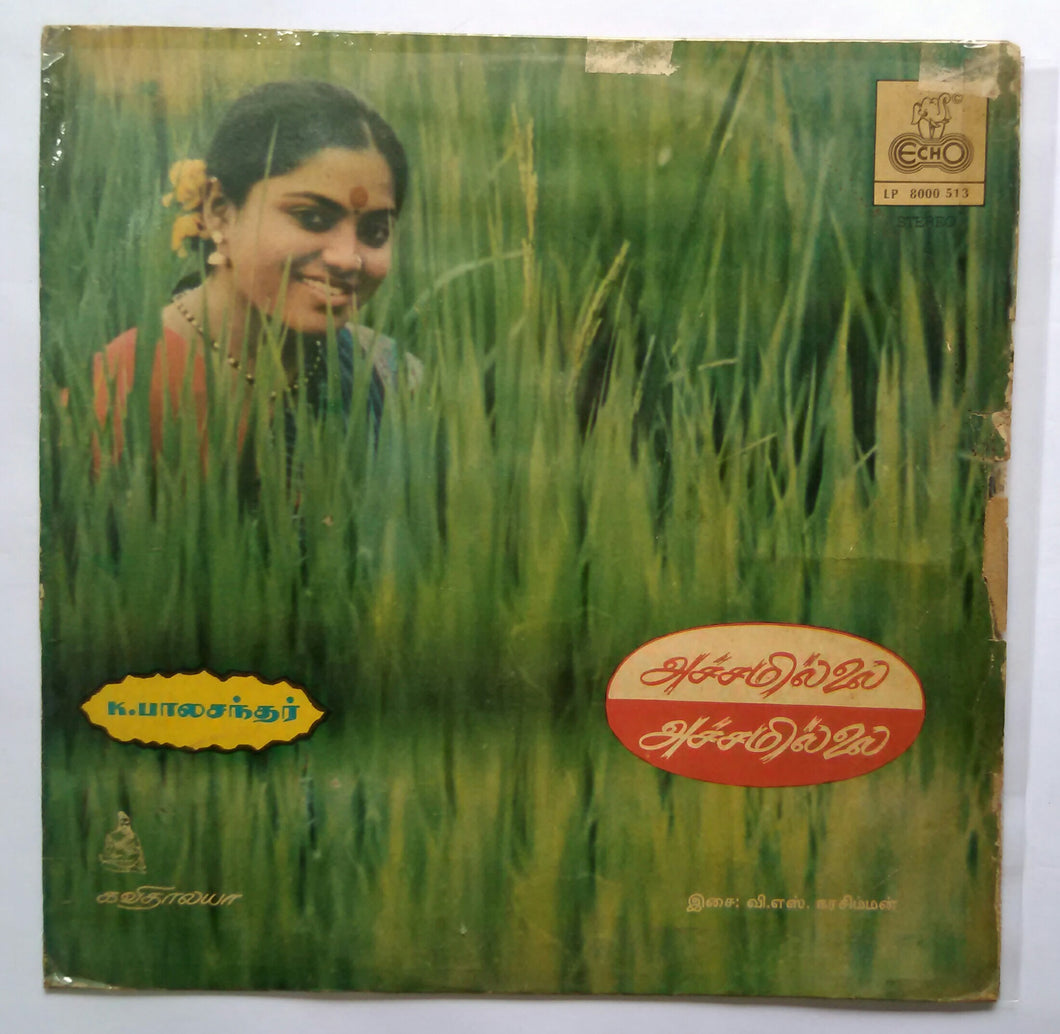 ECHO
LP 8000 513
STEREO
அச்சமில்லை
அச்சமில்லை
K.பாலசந்தர்
கவிதாலயா
இசை: வி.எஸ். நரசிம்மன்